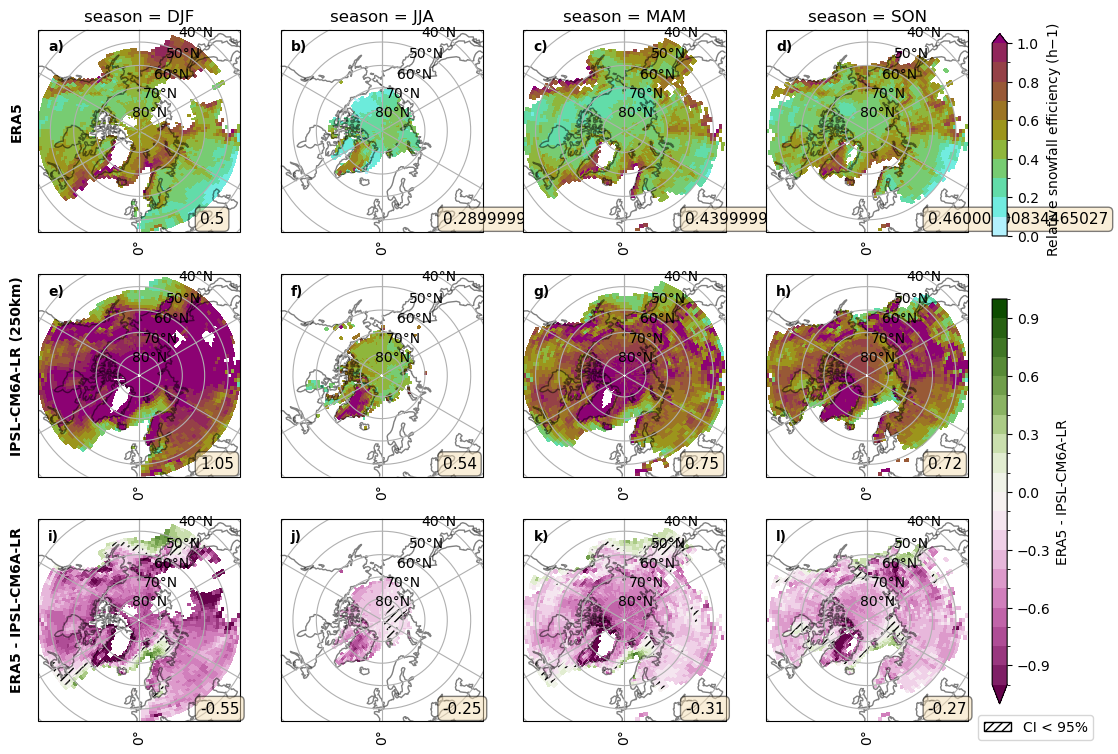 season = DJF
season = JJA
season = MAM
season = SON
ERA5
a)
40°N
50°N
60°N
70°N
80°N
0.5
0°
b)
40°N
50°N
60°N
70°N
80°N
0.2899999
0°
c)
40°N
50°N
60°N
70°N
80°N
0.4399999
0°
d)
40°N
50°N
60°N
70°N
80°N
0°
1.0
0.8
0.6
0.4
0.2
0.0
Relative snowfall efficiency (h−1)
IPSL-CM6A-LR (250km)
e)
40°N
50°N
60°N
70°N
80°N
1.05
0°
f)
40°N
50°N
60°N
70°N
80°N
0.54
0°
g)
40°N
50°N
60°N
70°N
80°N
0.75
0°
h)
40°N
50°N
60°N
70°N
80°N
0.72
0°
ERA5 - IPSL-CM6A-LR
i)
40°N
50°N
60°N
70°N
80°N
-0.55
0°
j)
40°N
50°N
60°N
70°N
80°N
-0.25
0°
k)
40°N
50°N
60°N
70°N
80°N
-0.31
0°
l)
40°N
50°N
60°N
70°N
80°N
-0.27
0°
0.9
0.6
0.3
0.0
−0.3
−0.6
−0.9
ERA5 - IPSL-CM6A-LR
CI < 95%